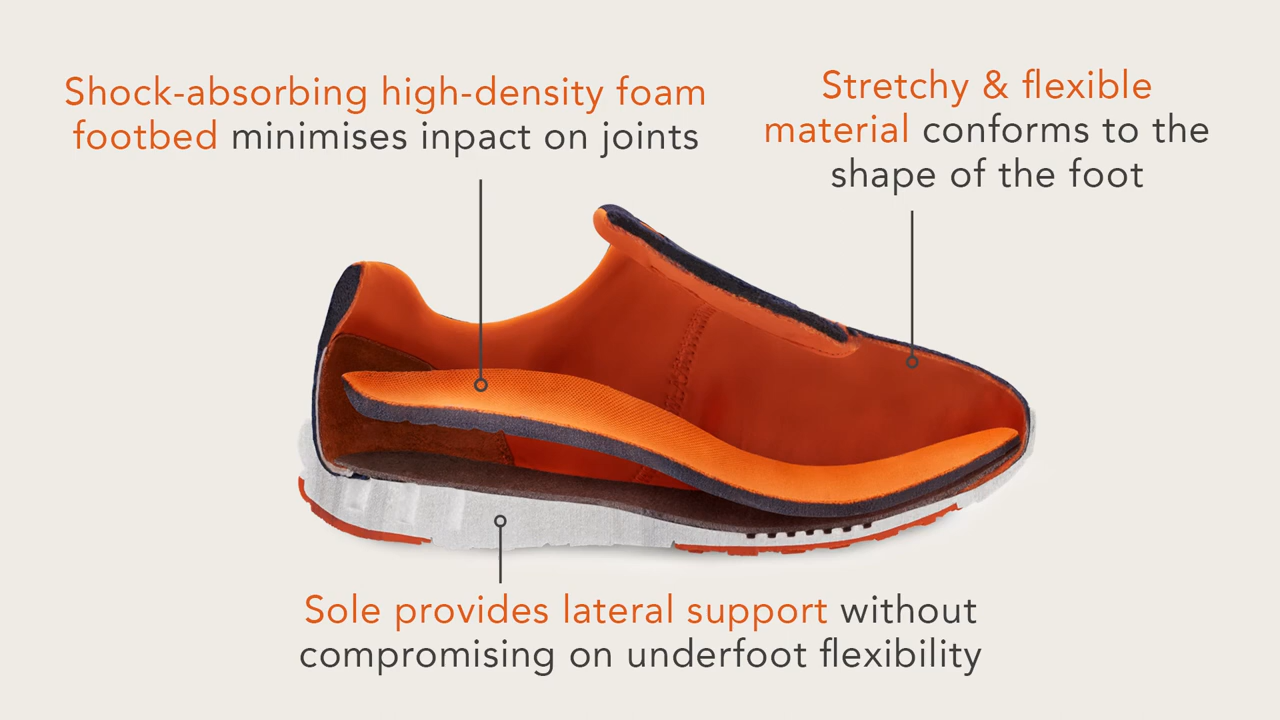 Shock-absorbing high-density foam
footbed minimises inpact on joints
Stretchy & flexible
material conforms to the
shape of the foot
Sole provides lateral support without
compromising on underfoot flexibility